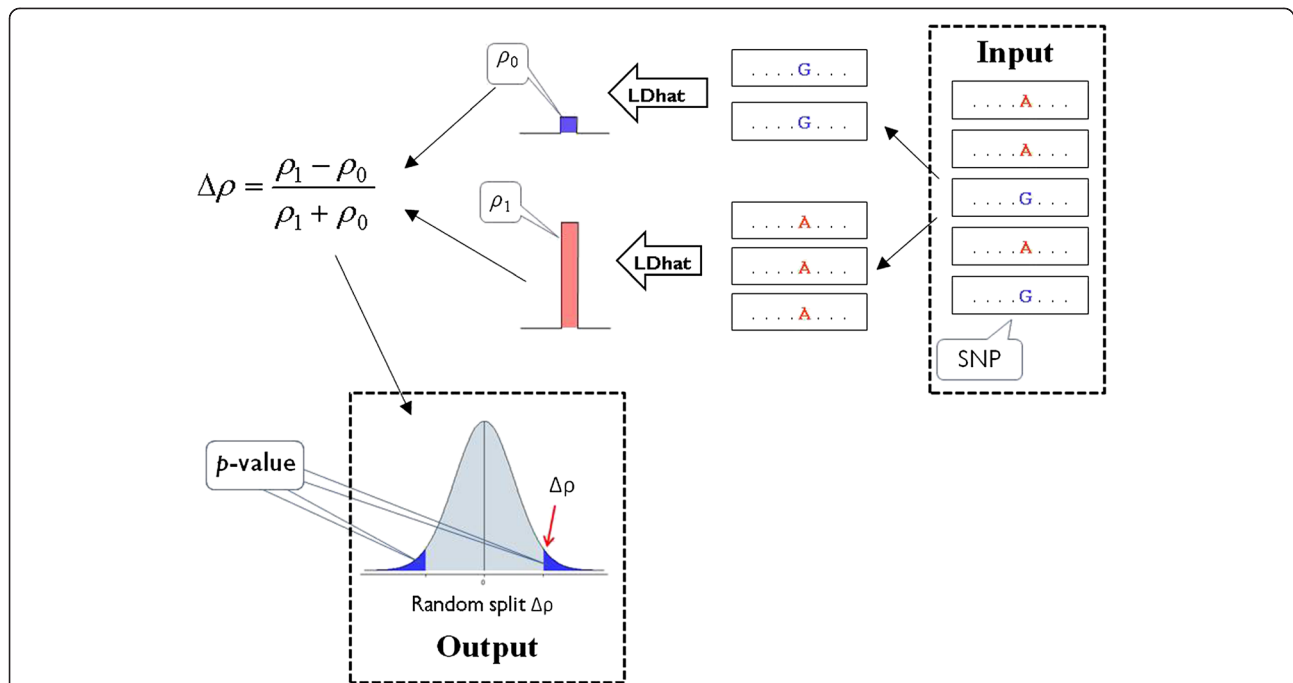 Input
. . . . A . . .
. . . . A . . .
. . . . G . . .
. . . . A . . .
. . . . G . . .
SNP
. . . . G . . .
. . . . G . . .
LDhat
ρ0
. . . . A . . .
. . . . A . . .
. . . . A . . .
LDhat
ρ1
Δρ = (ρ1 − ρ0) / (ρ1 + ρ0)
p-value
Δρ
0
Random split Δρ
Output